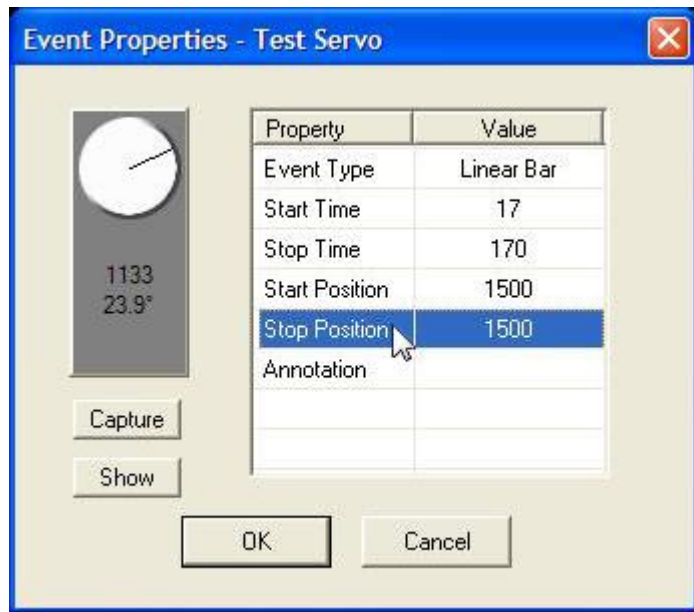 Event Properties - Test Servo
Property Value
Event Type Linear Bar
Start Time 17
Stop Time 170
Start Position 1500
Stop Position 1500
Annotation
1133
23.9°
Capture
Show
OK Cancel